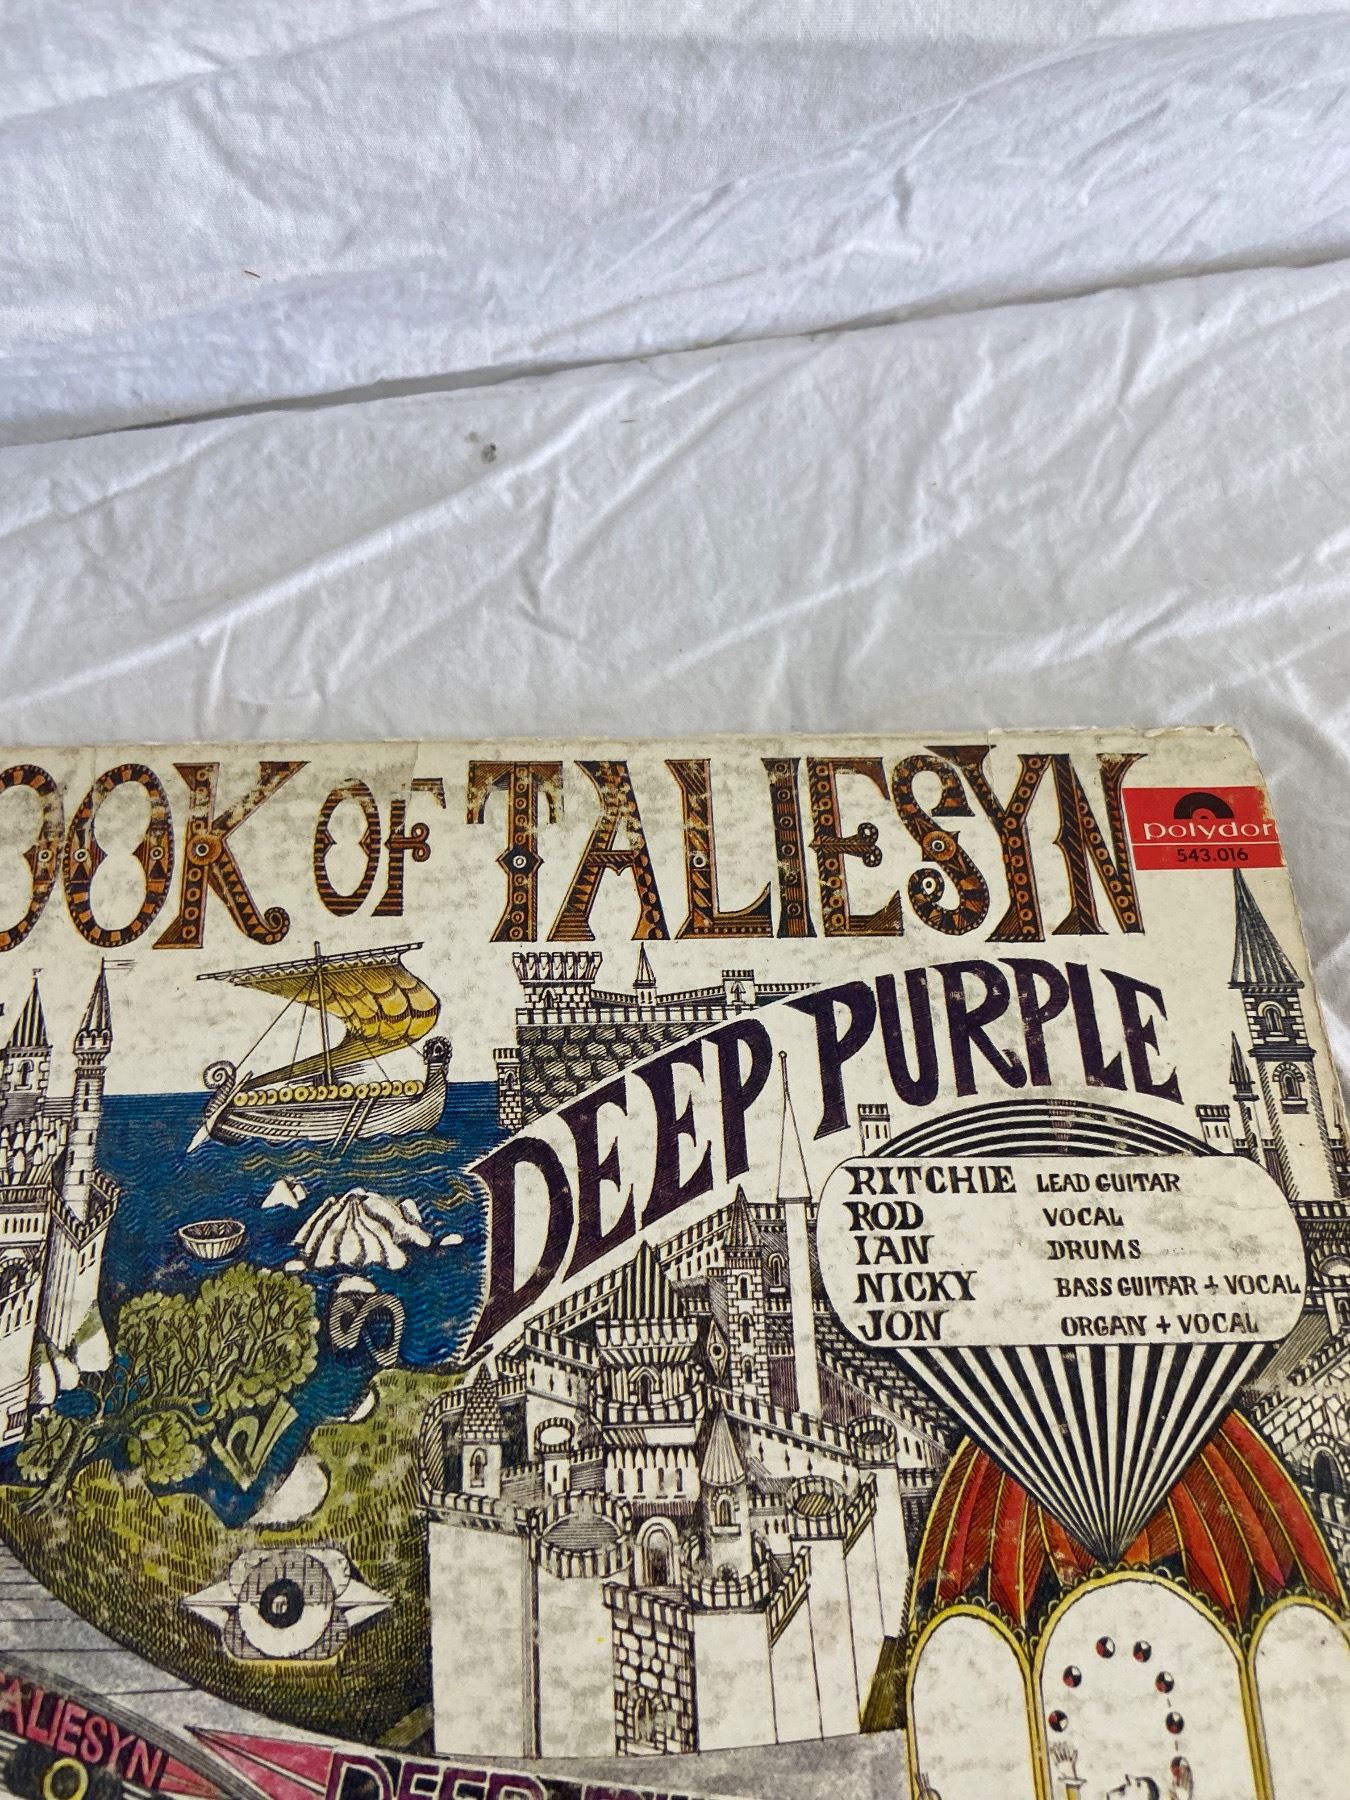 OOK OF TALIESYN
polydor
543.016
DEEP PURPLE
RITCHIE LEAD GUITAR
ROD VOCAL
IAN DRUMS
NICKY BASS GUITAR + VOCAL
JON ORGAN + VOCAL
TALIESYN
DEEP